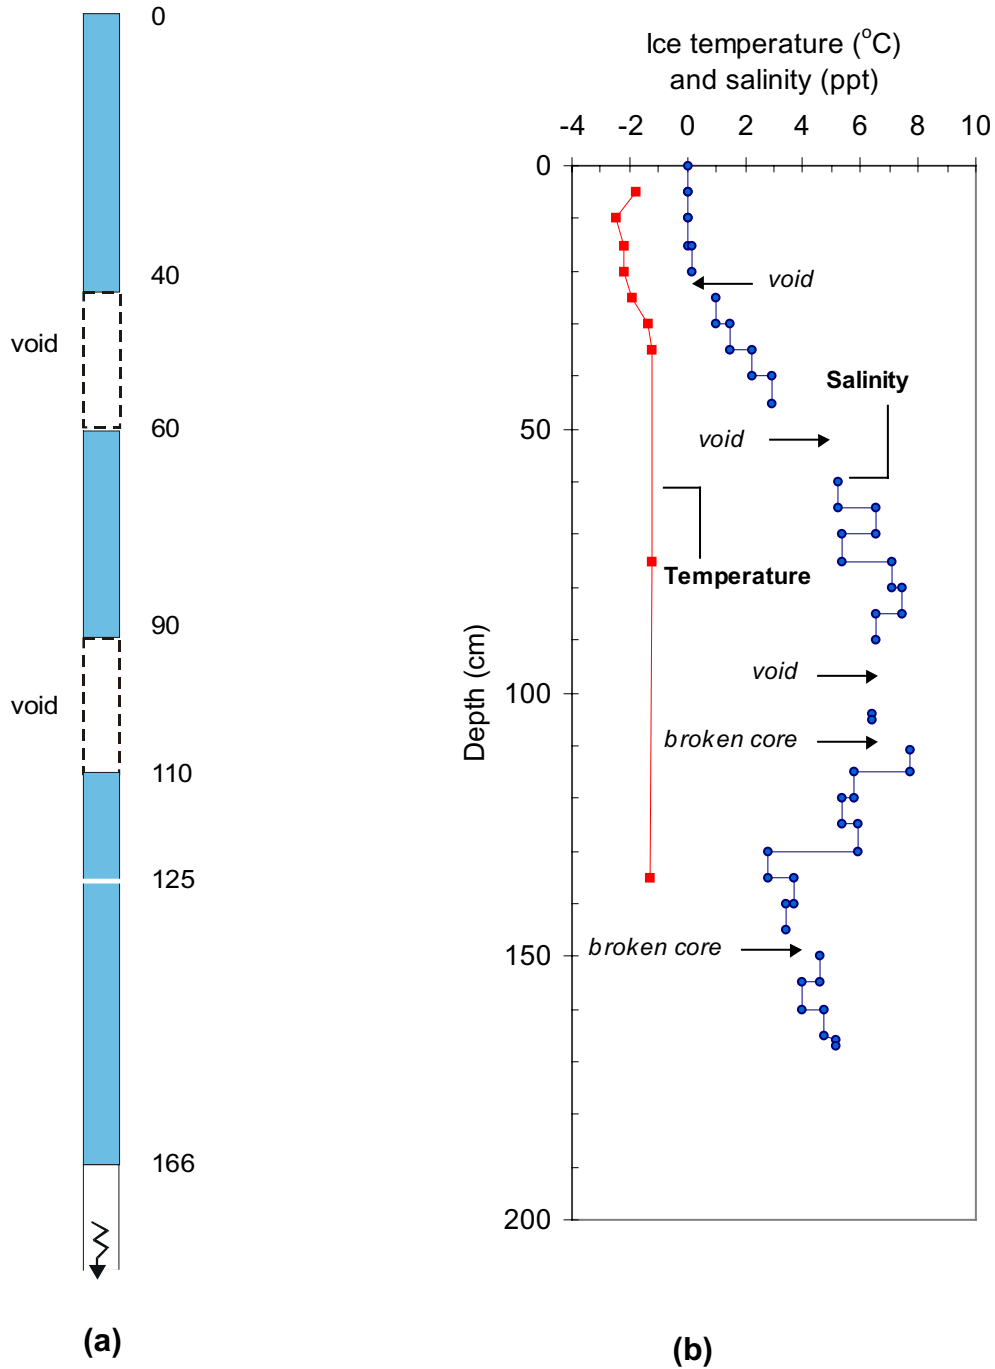 0
40
void
60
90
void
110
125
166
(a)
Ice temperature (°C)
and salinity (ppt)
-4 -2 0 2 4 6 8 10
0
void
Salinity
50
void
Temperature
Depth (cm)
void
100
broken core
broken core
150
200
(b)